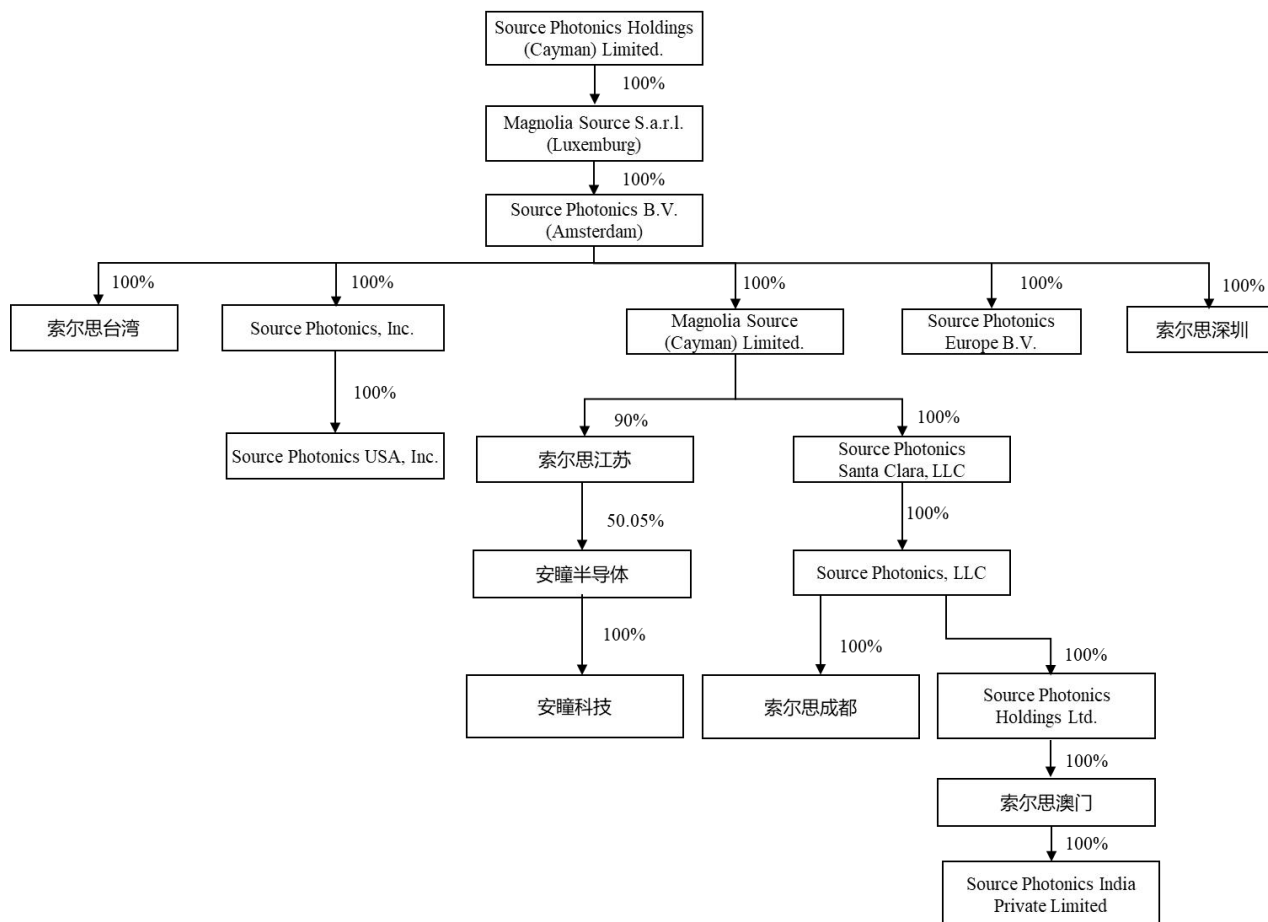 Source Photonics Holdings
(Cayman) Limited.
100%
Magnolia Source S.a.r.l.
(Luxemburg)
100%
Source Photonics B.V.
(Amsterdam)
100%
100%
100%
100%
100%
索尔思台湾
Source Photonics, Inc.
Magnolia Source
(Cayman) Limited.
Source Photonics
Europe B.V.
索尔思深圳
100%
90%
100%
Source Photonics USA, Inc.
索尔思江苏
Source Photonics
Santa Clara, LLC
50.05%
100%
安瞳半导体
Source Photonics, LLC
100%
100%
100%
安瞳科技
索尔思成都
Source Photonics
Holdings Ltd.
100%
索尔思澳门
100%
Source Photonics India
Private Limited